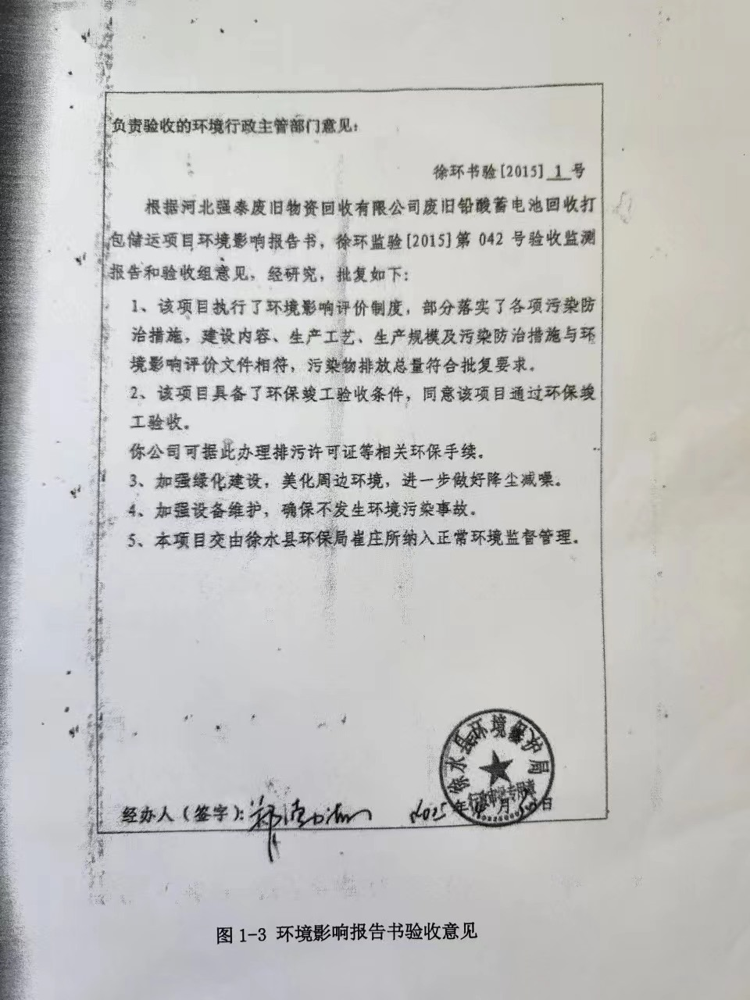 负责验收的环境行政主管部门意见：
徐环书验[2015] 1 号
根据河北强泰废旧物资回收有限公司废旧铅酸蓄电池回收打
包储运项目环境影响报告书，徐环监验[2015]第 042 号验收监测
报告和验收组意见，经研究，批复如下：
1、该项目执行了环境影响评价制度，部分落实了各项污染防
治措施，建设内容、生产工艺、生产规模及污染防治措施与环
境影响评价文件相符，污染物排放总量符合批复要求。
2、该项目具备了环保竣工验收条件，同意该项目通过环保竣
工验收。
你公司可据此办理排污许可证等相关环保手续。
3、加强绿化建设，美化周边环境，进一步做好降尘减噪。
4、加强设备维护，确保不发生环境污染事故。
5、本项目交由徐水县环保局崔庄所纳入正常环境监督管理。
徐水县环境保护局
经办人（签字）： 2015 年 月 日
图 1-3 环境影响报告书验收意见